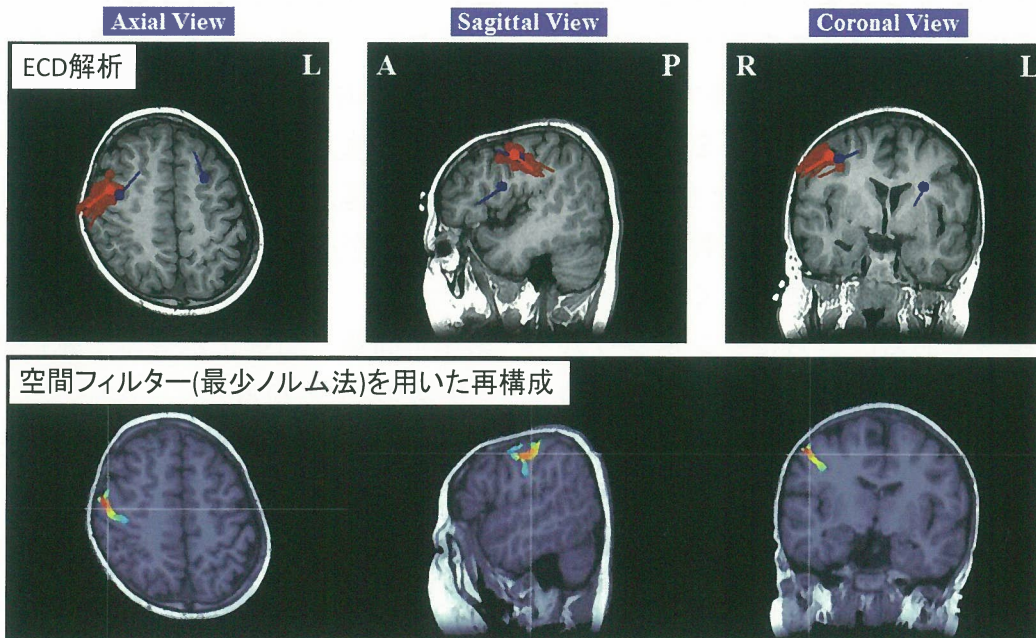 Axial View
Sagittal View
Coronal View
ECD解析
L
A
P
R
L
空間フィルター(最少ノルム法)を用いた再構成